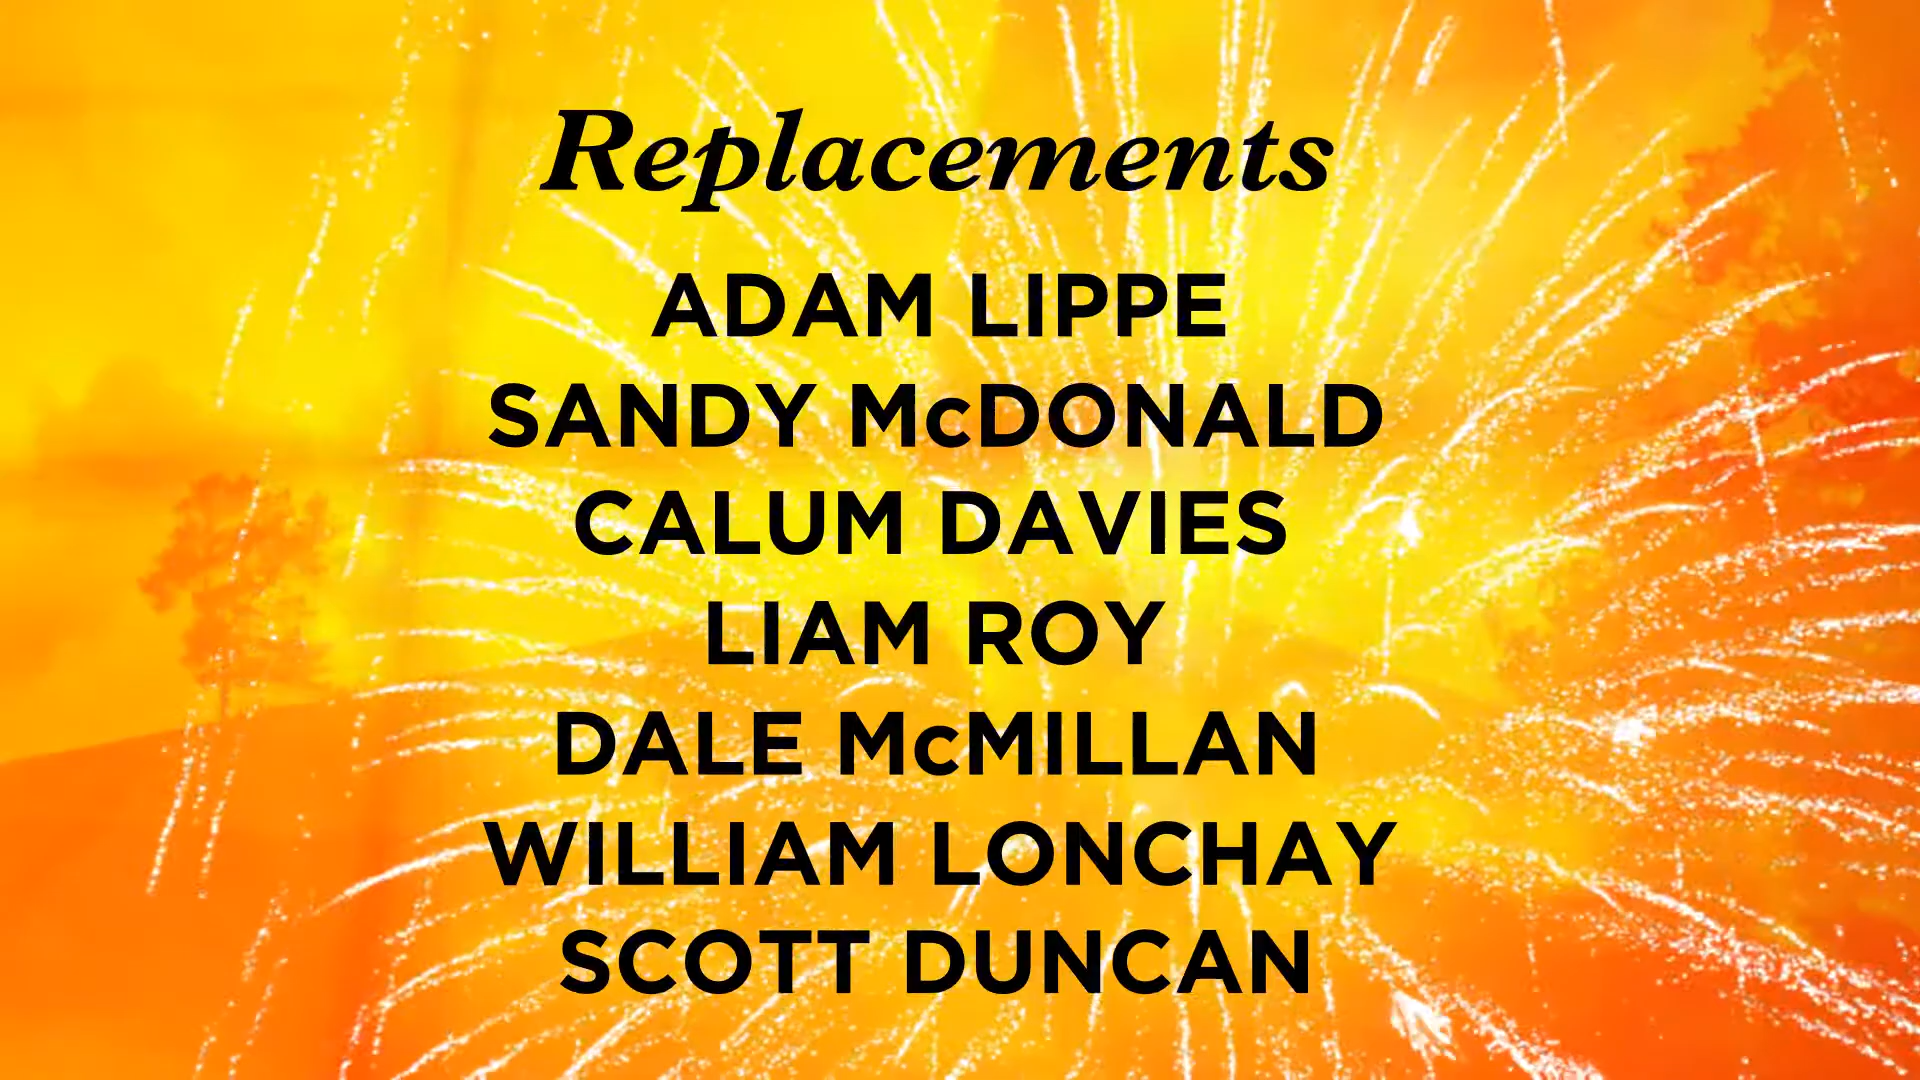 Replacements
ADAM LIPPE
SANDY McDONALD
CALUM DAVIES
LIAM ROY
DALE McMILLAN
WILLIAM LONCHAY
SCOTT DUNCAN